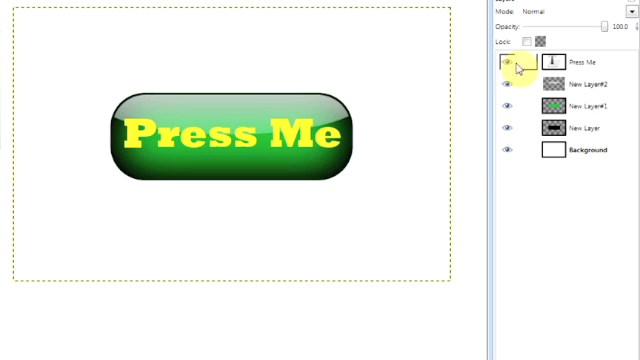 Mode: Normal
Opacity: 100.0
Lock:
Press Me
New Layer#2
New Layer#1
New Layer
Background
Press Me